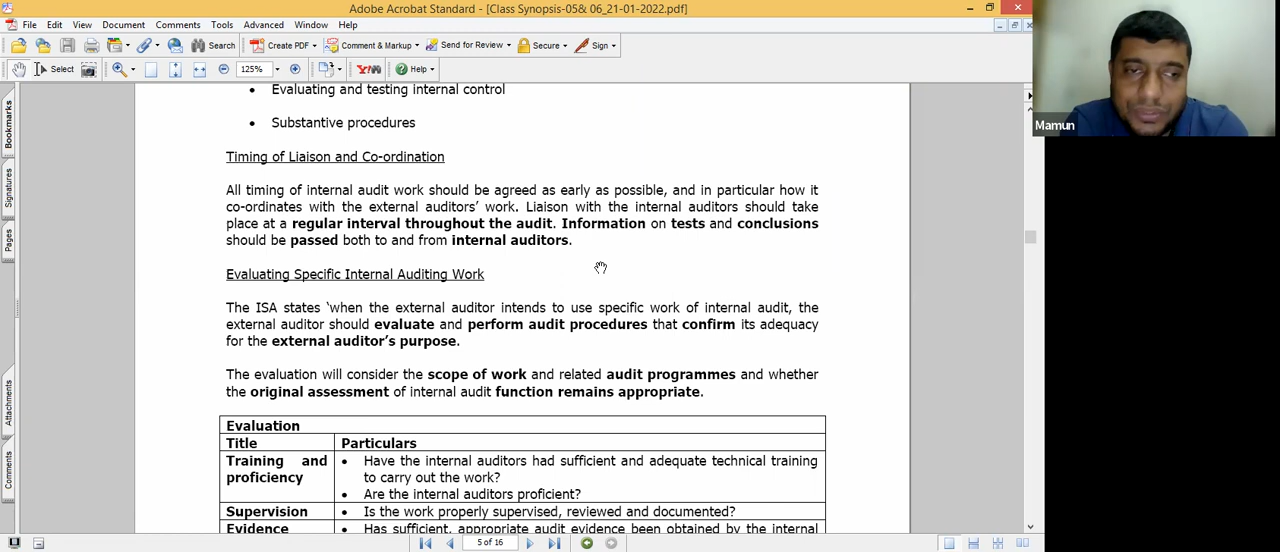 Adobe Acrobat Standard - [Class Synopsis-05& 06_21-01-2022.pdf]
File Edit View Document Comments Tools Advanced Window Help
Search Create PDF Comment & Markup Send for Review Secure Sign
Select 125% Y! Help
Bookmarks
Signatures
Pages
Attachments
Comments
• Evaluating and testing internal control
• Substantive procedures
Timing of Liaison and Co-ordination
All timing of internal audit work should be agreed as early as possible, and in particular how it
co-ordinates with the external auditors’ work. Liaison with the internal auditors should take
place at a regular interval throughout the audit. Information on tests and conclusions
should be passed both to and from internal auditors.
Evaluating Specific Internal Auditing Work
The ISA states ‘when the external auditor intends to use specific work of internal audit, the
external auditor should evaluate and perform audit procedures that confirm its adequacy
for the external auditor’s purpose.
The evaluation will consider the scope of work and related audit programmes and whether
the original assessment of internal audit function remains appropriate.
Evaluation
Title Particulars
Training and • Have the internal auditors had sufficient and adequate technical training
proficiency to carry out the work?
• Are the internal auditors proficient?
Supervision • Is the work properly supervised, reviewed and documented?
Evidence • Has sufficient, appropriate audit evidence been obtained by the internal
5 of 16
Mamun